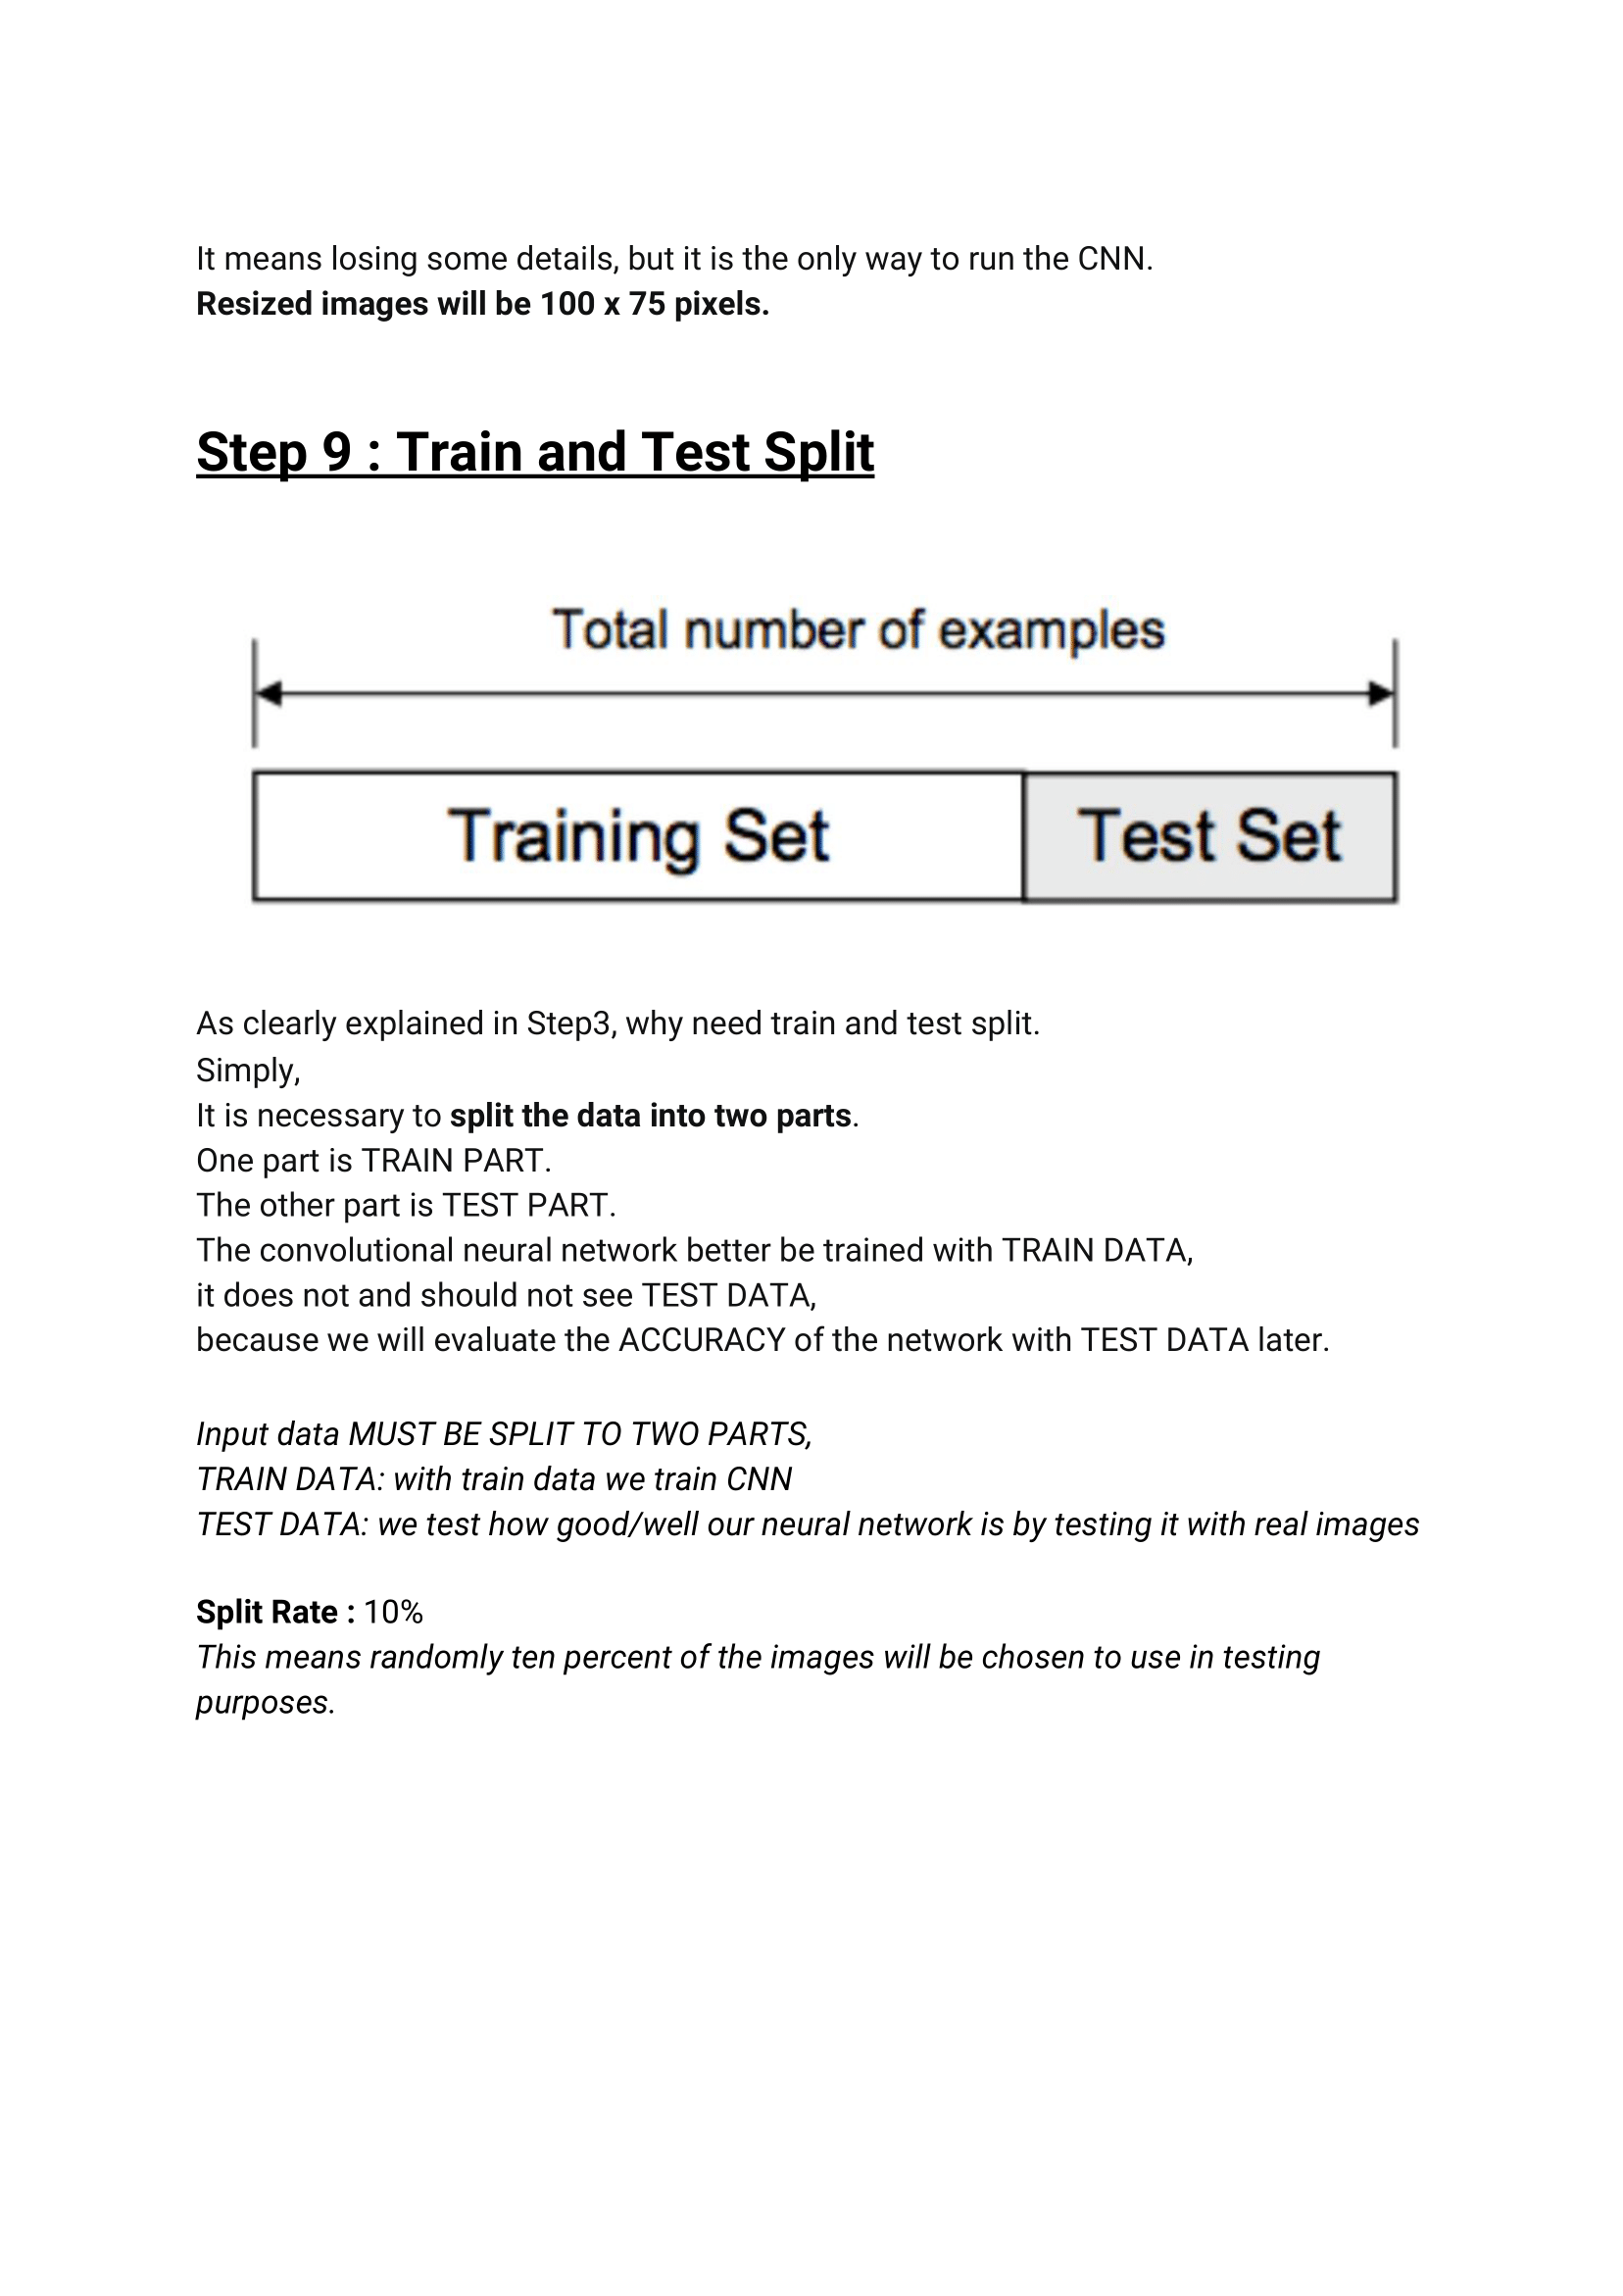 It means losing some details, but it is the only way to run the CNN.
Resized images will be 100 x 75 pixels.
Step 9 : Train and Test Split
Total number of examples
Training Set Test Set
As clearly explained in Step3, why need train and test split.
Simply,
It is necessary to split the data into two parts.
One part is TRAIN PART.
The other part is TEST PART.
The convolutional neural network better be trained with TRAIN DATA,
it does not and should not see TEST DATA,
because we will evaluate the ACCURACY of the network with TEST DATA later.
Input data MUST BE SPLIT TO TWO PARTS,
TRAIN DATA: with train data we train CNN
TEST DATA: we test how good/well our neural network is by testing it with real images
Split Rate : 10%
This means randomly ten percent of the images will be chosen to use in testing
purposes.